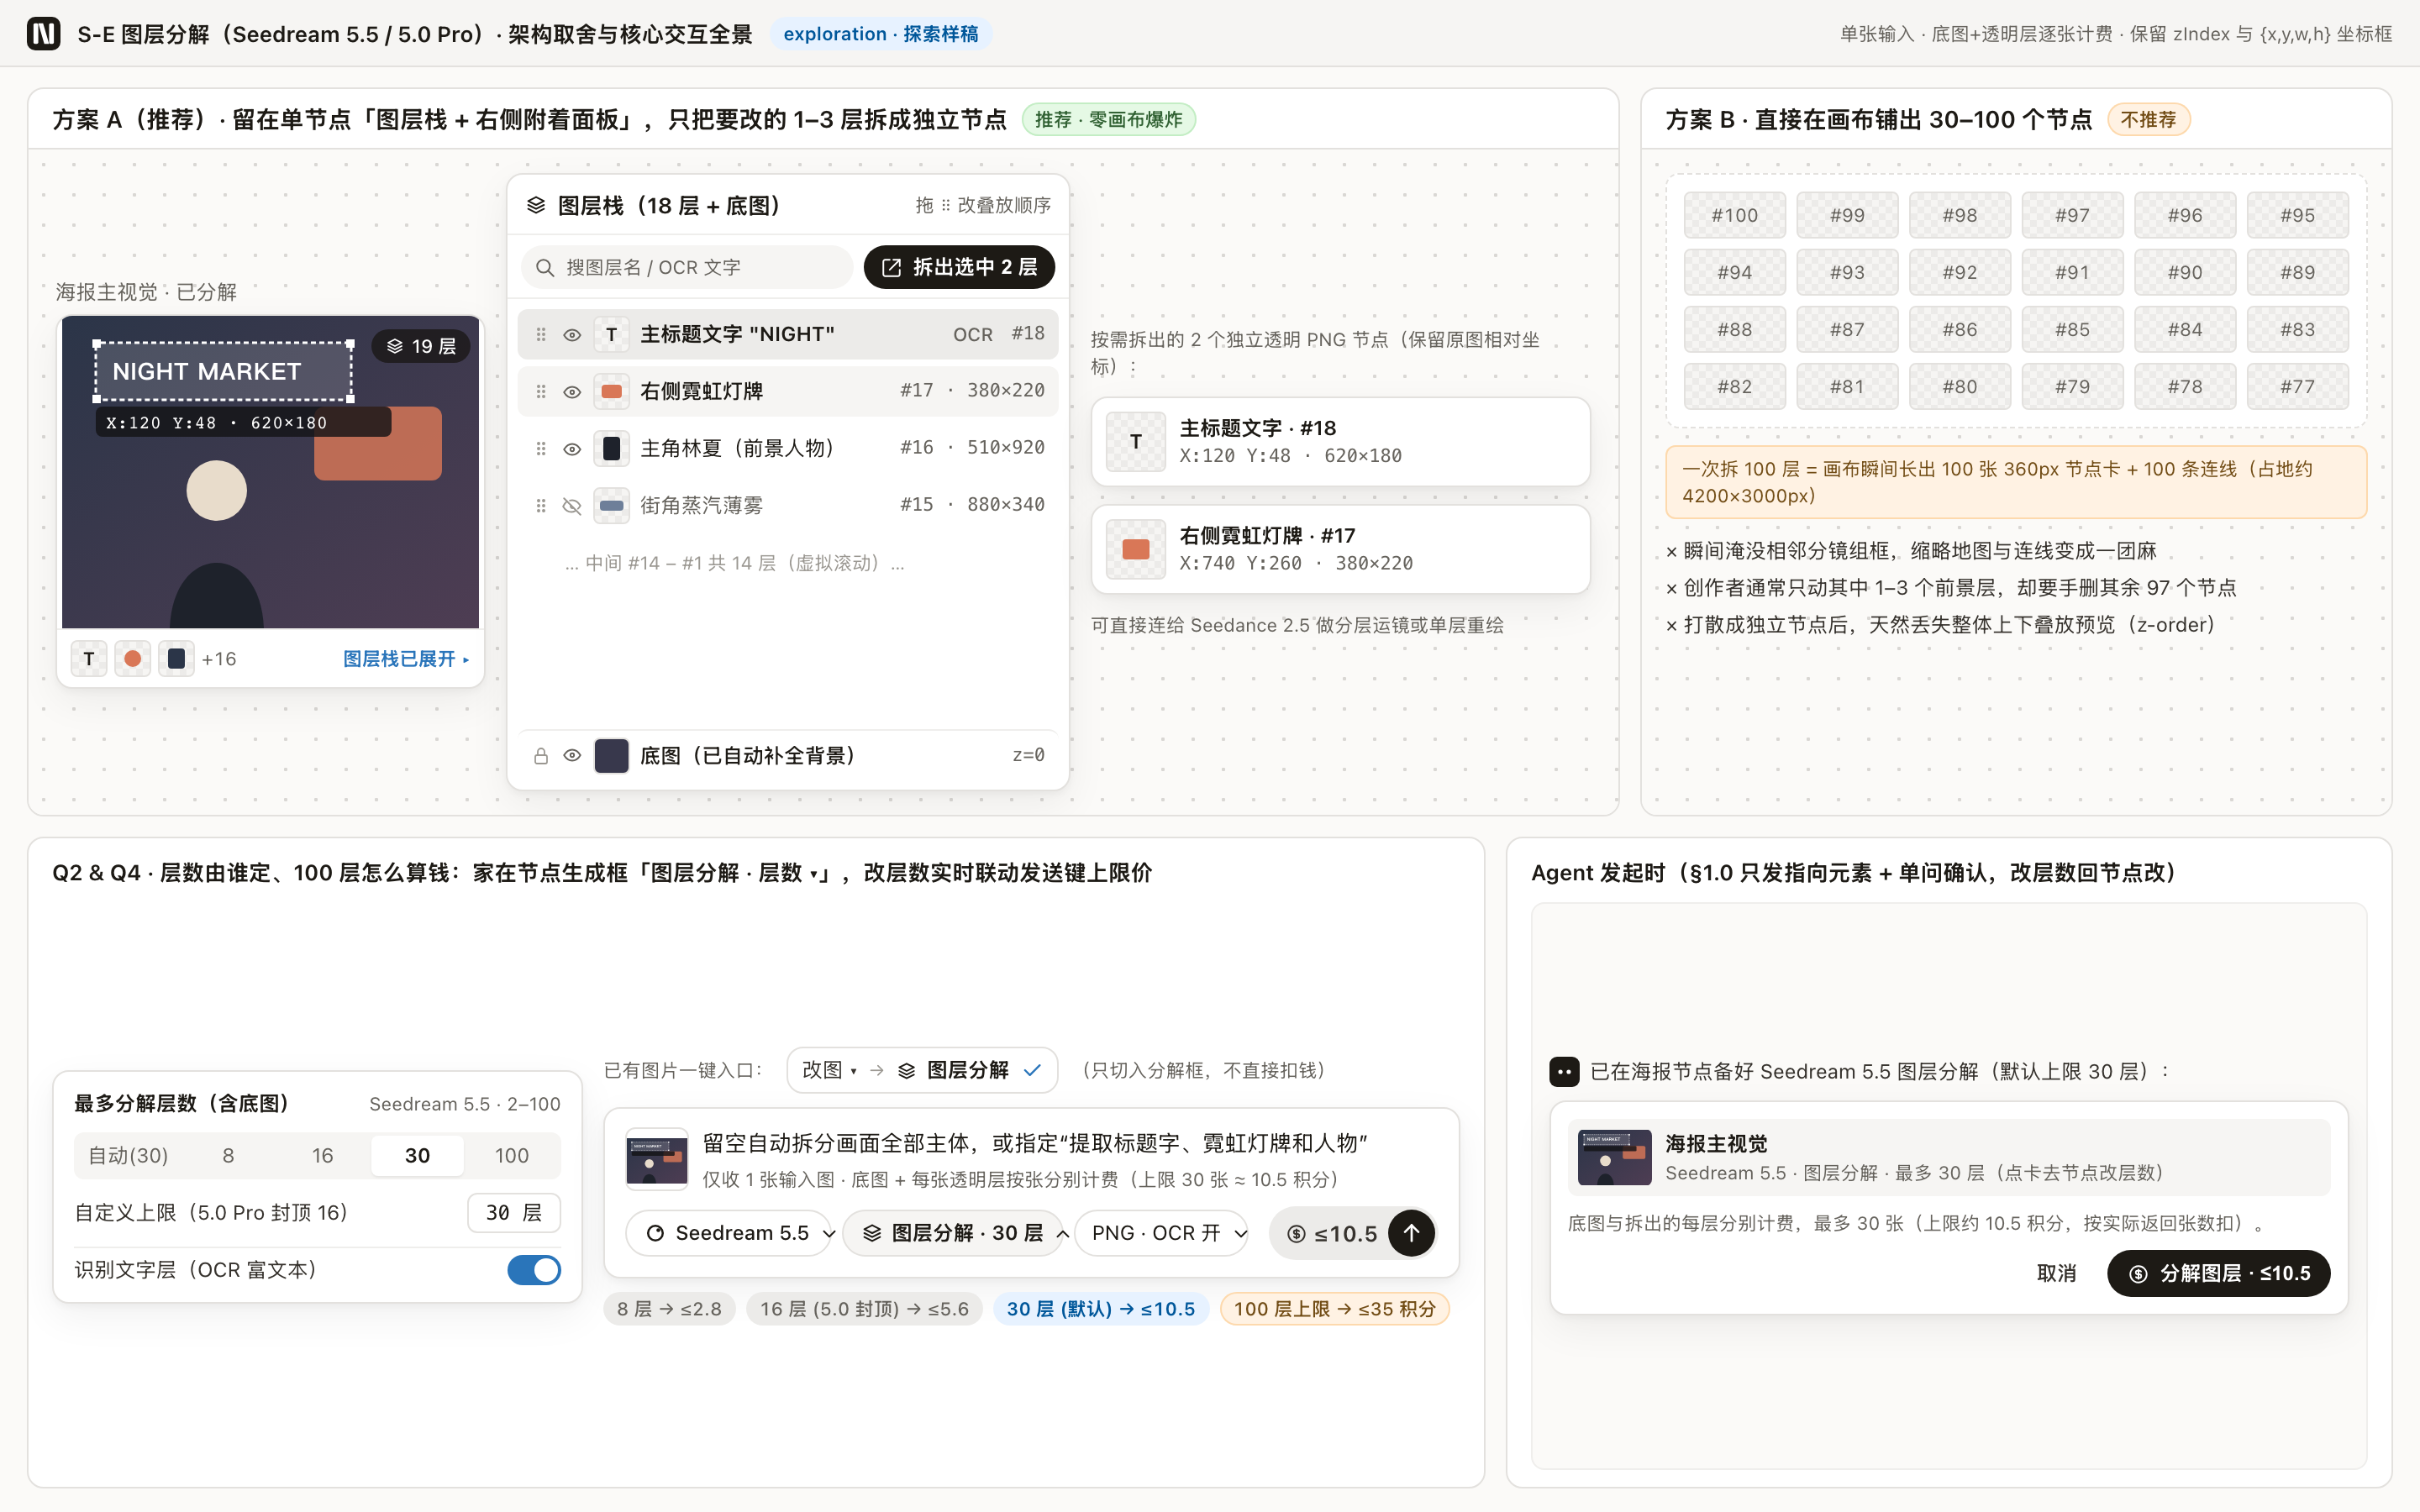 S-E 图层分解（Seedream 5.5 / 5.0 Pro）· 架构取舍与核心交互全景
exploration · 探索样稿
单张输入 · 底图+透明层逐张计费 · 保留 zIndex 与 {x,y,w,h} 坐标框
方案 A（推荐）· 留在单节点「图层栈 + 右侧附着面板」，只把要改的 1–3 层拆成独立节点
推荐 · 零画布爆炸
海报主视觉 · 已分解
19 层
NIGHT MARKET
X:120 Y:48 · 620×180
T
+16
图层栈已展开 ▸
图层栈（18 层 + 底图）
拖 ⠿ 改叠放顺序
搜图层名 / OCR 文字
拆出选中 2 层
T 主标题文字 "NIGHT" OCR #18
右侧霓虹灯牌 #17 · 380×220
主角林夏（前景人物） #16 · 510×920
街角蒸汽薄雾 #15 · 880×340
… 中间 #14 – #1 共 14 层（虚拟滚动）…
底图（已自动补全背景） z=0
按需拆出的 2 个独立透明 PNG 节点（保留原图相对坐
标）：
T
主标题文字 · #18
X:120 Y:48 · 620×180
右侧霓虹灯牌 · #17
X:740 Y:260 · 380×220
可直接连给 Seedance 2.5 做分层运镜或单层重绘
方案 B · 直接在画布铺出 30–100 个节点
不推荐
#100 #99 #98 #97 #96 #95
#94 #93 #92 #91 #90 #89
#88 #87 #86 #85 #84 #83
#82 #81 #80 #79 #78 #77
一次拆 100 层 = 画布瞬间长出 100 张 360px 节点卡 + 100 条连线（占地约
4200×3000px）
× 瞬间淹没相邻分镜组框，缩略地图与连线变成一团麻
× 创作者通常只动其中 1–3 个前景层，却要手删其余 97 个节点
× 打散成独立节点后，天然丢失整体上下叠放预览（z-order）
Q2 & Q4 · 层数由谁定、100 层怎么算钱：家在节点生成框「图层分解 · 层数 ▾」，改层数实时联动发送键上限价
最多分解层数（含底图）
Seedream 5.5 · 2–100
自动(30) 8 16 30 100
自定义上限（5.0 Pro 封顶 16）
30 层
识别文字层（OCR 富文本）
已有图片一键入口：
改图 ▾ → 图层分解 ✓
（只切入分解框，不直接扣钱）
NIGHT MARKET
留空自动拆分画面全部主体，或指定“提取标题字、霓虹灯牌和人物”
仅收 1 张输入图 · 底图 + 每张透明层按张分别计费（上限 30 张 ≈ 10.5 积分）
Seedream 5.5
图层分解 · 30 层
PNG · OCR 开
≤10.5
8 层 → ≤2.8
16 层 (5.0 封顶) → ≤5.6
30 层 (默认) → ≤10.5
100 层上限 → ≤35 积分
Agent 发起时（§1.0 只发指向元素 + 单问确认，改层数回节点改）
已在海报节点备好 Seedream 5.5 图层分解（默认上限 30 层）：
NIGHT MARKET
海报主视觉
Seedream 5.5 · 图层分解 · 最多 30 层（点卡去节点改层数）
底图与拆出的每层分别计费，最多 30 张（上限约 10.5 积分，按实际返回张数扣）。
取消
分解图层 · ≤10.5